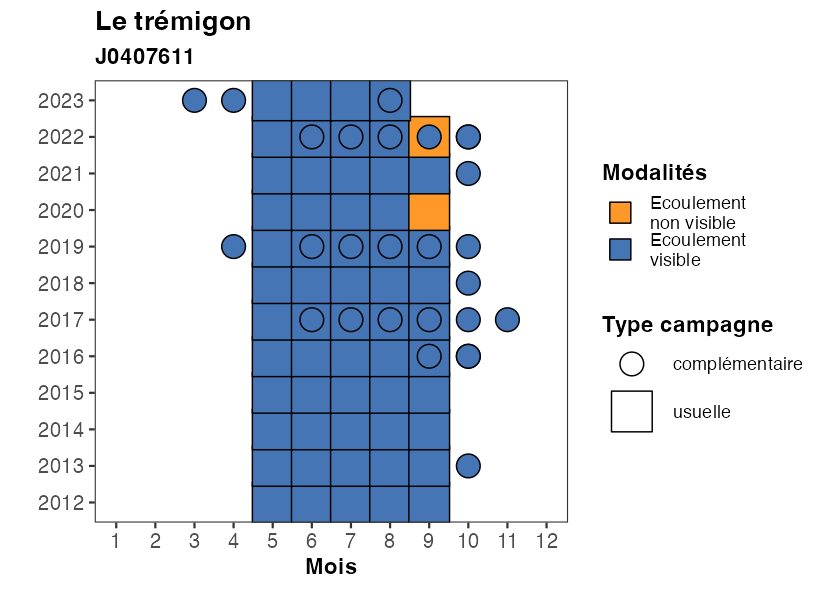 Le trémigon
J0407611
2023
2022
2021
2020
2019
2018
2017
2016
2015
2014
2013
2012
1 2 3 4 5 6 7 8 9 10 11 12
Mois
Modalités
Ecoulement
non visible
Ecoulement
visible
Type campagne
complémentaire
usuelle